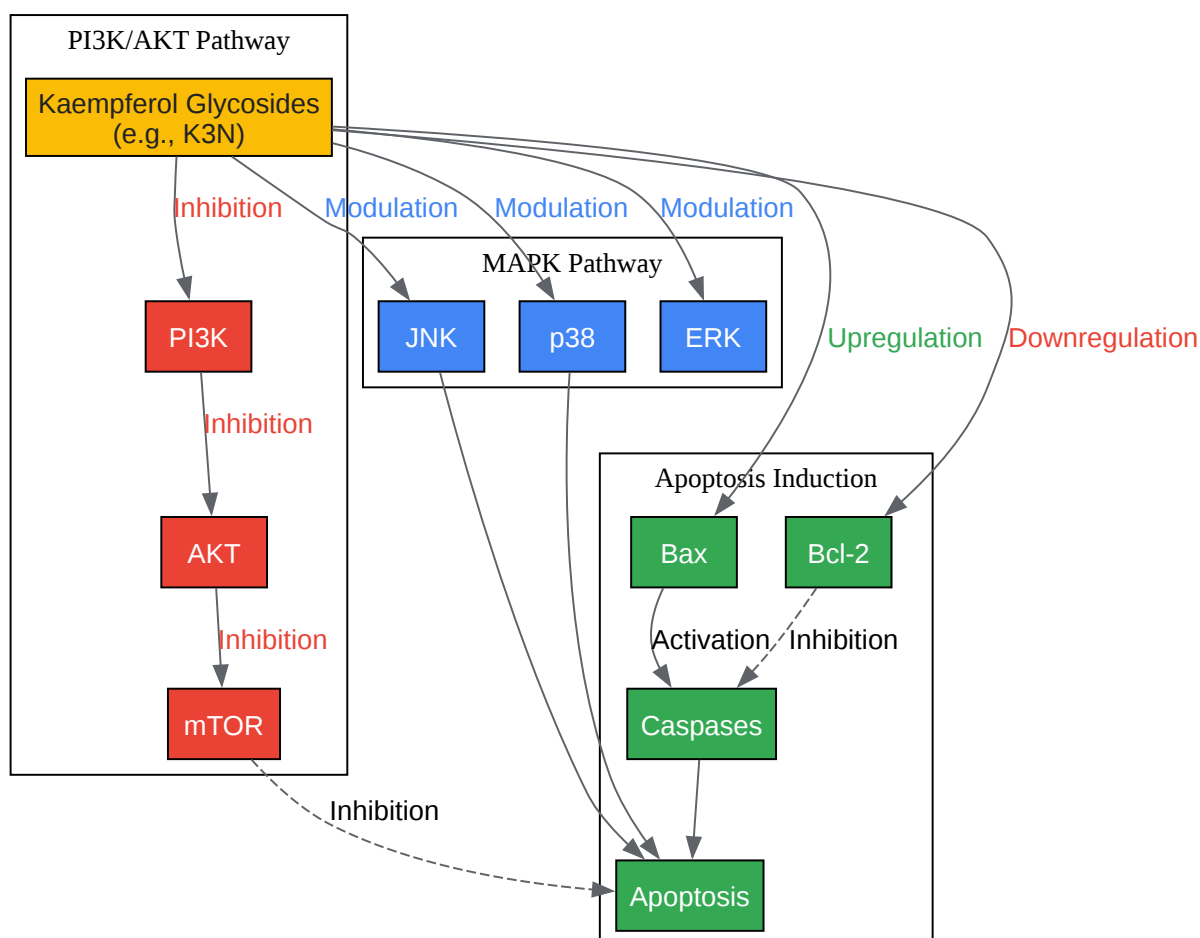 PI3K/AKT Pathway
Kaempferol Glycosides
(e.g., K3N)
Inhibition
Modulation
Modulation
Modulation
MAPK Pathway
PI3K
JNK
p38
ERK
Upregulation
Downregulation
Inhibition
Apoptosis Induction
AKT
Bax
Bcl-2
Inhibition
Activation
Inhibition
mTOR
Caspases
Inhibition
Apoptosis